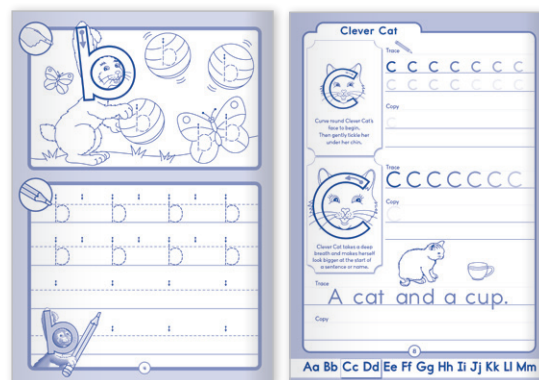 b
b
b
b
b b b b
b b b b
Clever Cat
c
Curve round Clever Cat's
face to begin.
Then gently tickle her
under her chin.
Trace
c c c c c c c
c c c c c c c
Copy
c
C
Clever Cat takes a deep
breath and makes herself
look bigger at the start
of a sentence or name.
Trace
C C C C C C C
Copy
C
Trace
A cat and a cup.
Copy
8
Aa Bb Cc Dd Ee Ff Gg Hh Ii Jj Kk Ll Mm
b